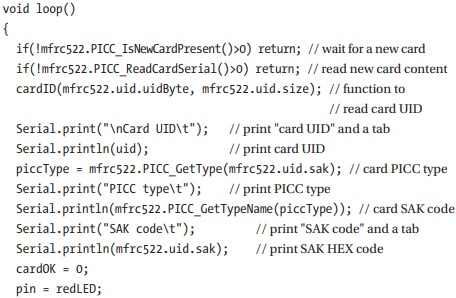 void loop()
{
if(!mfrc522.PICC_IsNewCardPresent()>0) return; // wait for a new card
if(!mfrc522.PICC_ReadCardSerial()>0) return; // read new card content
cardID(mfrc522.uid.uidByte, mfrc522.uid.size); // function to
// read card UID
Serial.print("\nCard UID\t"); // print "card UID" and a tab
Serial.println(uid); // print card UID
piccType = mfrc522.PICC_GetType(mfrc522.uid.sak); // card PICC type
Serial.print("PICC type\t"); // print PICC type
Serial.println(mfrc522.PICC_GetTypeName(piccType)); // card SAK code
Serial.print("SAK code\t"); // print "SAK code" and a tab
Serial.println(mfrc522.uid.sak); // print SAK HEX code
cardOK = 0;
pin = redLED;